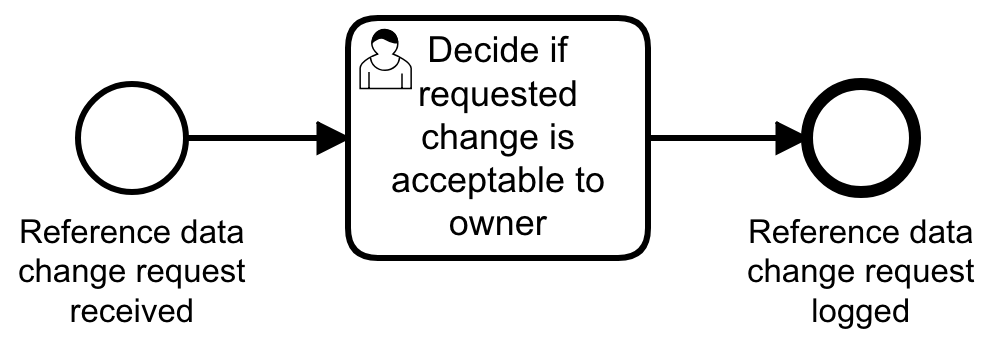 Reference data
change request
received
Decide if
requested
change is
acceptable to
owner
Reference data
change request
logged